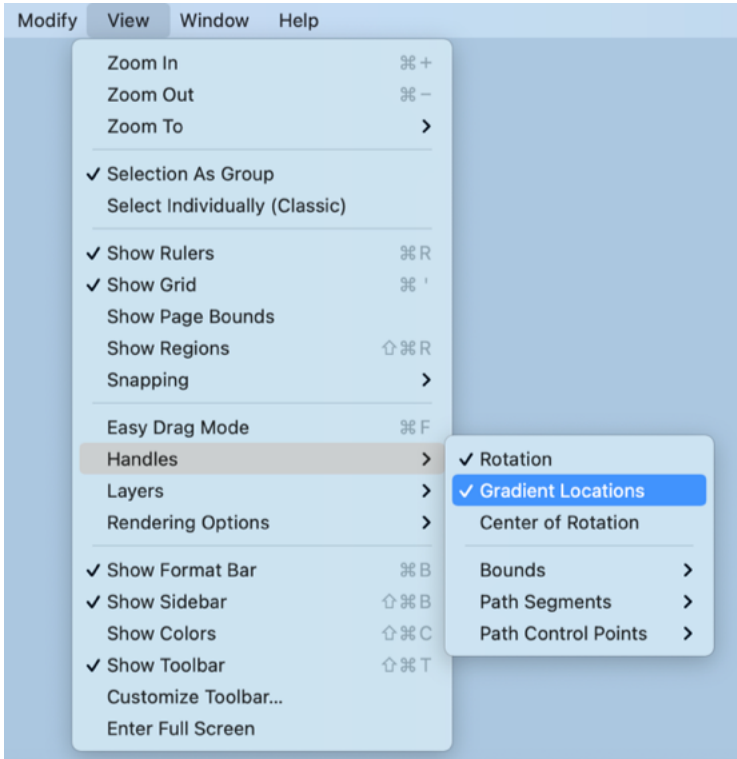 Modify View Window Help
Zoom In ⌘+
Zoom Out ⌘−
Zoom To
✓ Selection As Group
Select Individually (Classic)
✓ Show Rulers ⌘R
✓ Show Grid ⌘'
Show Page Bounds
Show Regions ⇧⌘R
Snapping
Easy Drag Mode ⌘F
Handles
Layers
Rendering Options
✓ Show Format Bar ⌘B
✓ Show Sidebar ⇧⌘B
Show Colors ⇧⌘C
✓ Show Toolbar ⇧⌘T
Customize Toolbar...
Enter Full Screen
✓ Rotation
✓ Gradient Locations
Center of Rotation
Bounds
Path Segments
Path Control Points